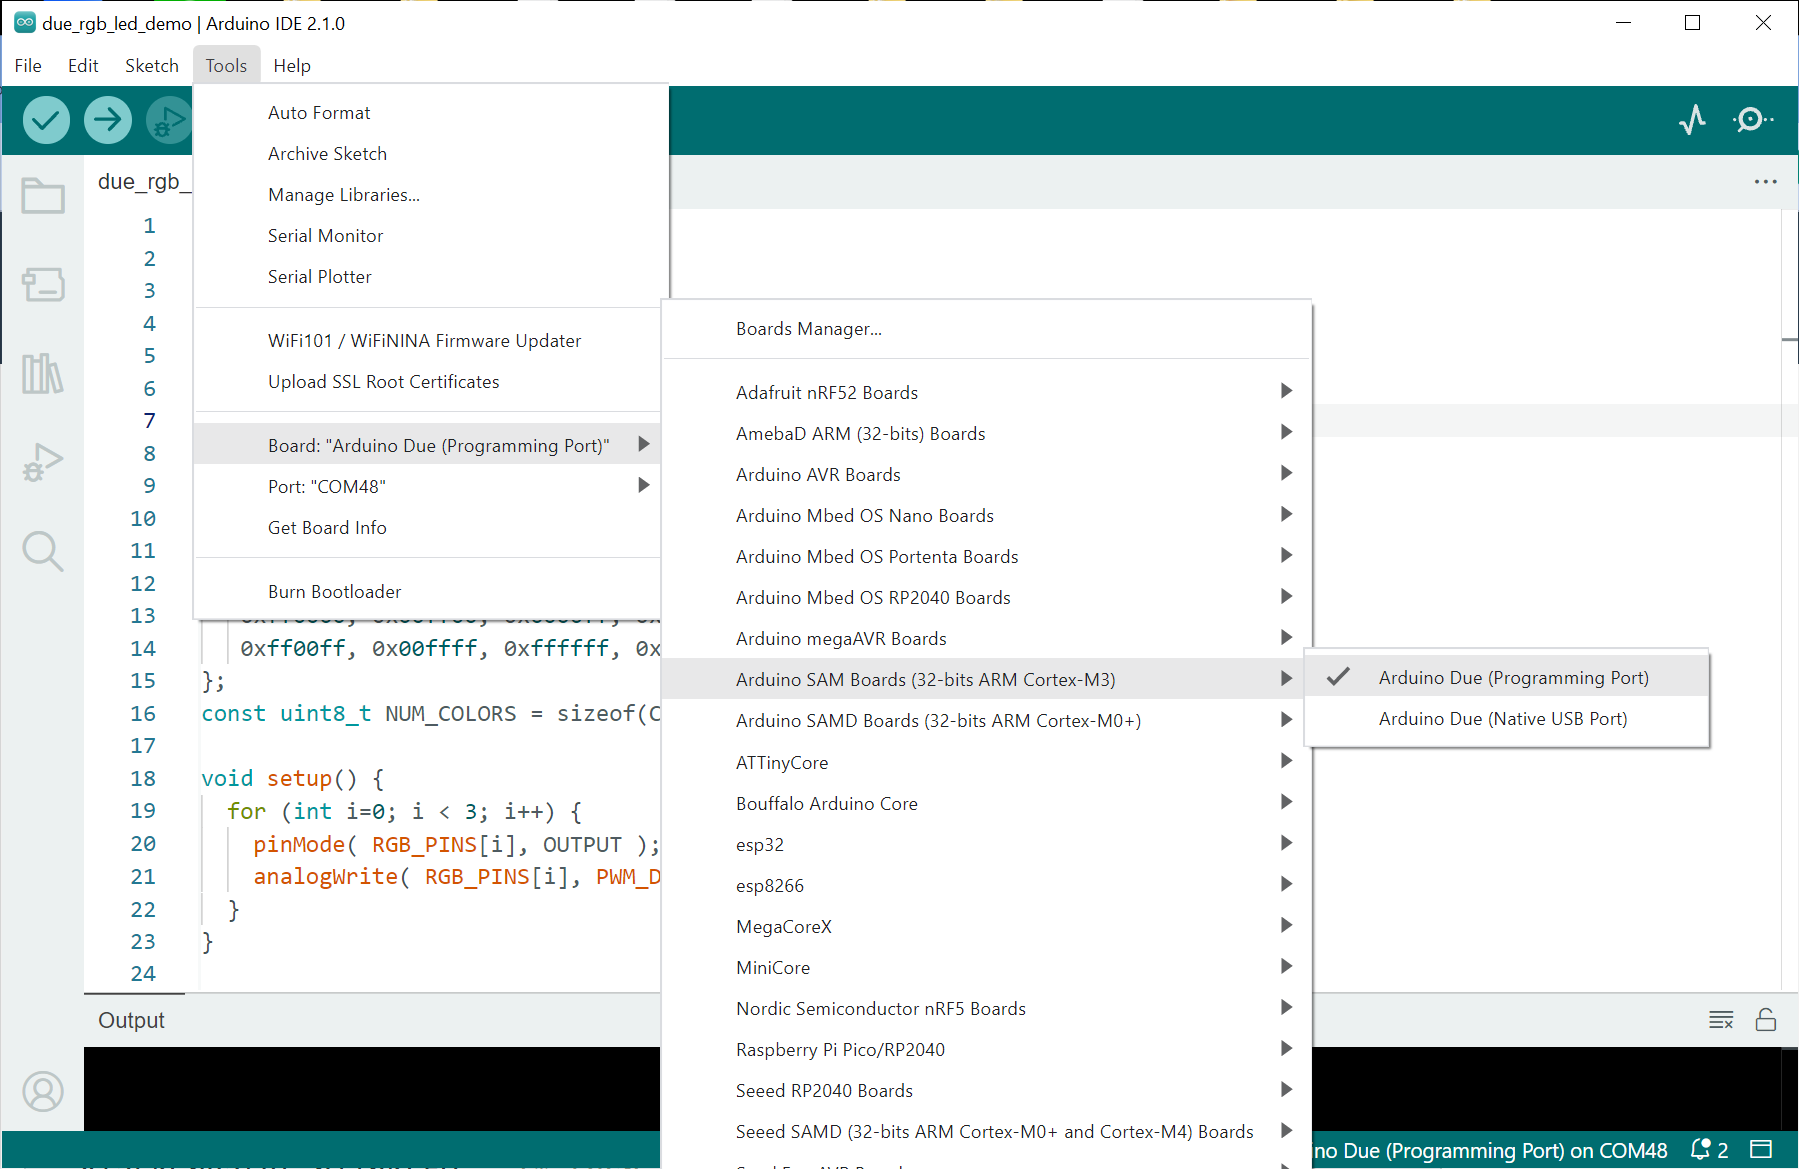 due_rgb_led_demo | Arduino IDE 2.1.0
File Edit Sketch Tools Help
due_rgb_
Auto Format
Archive Sketch
Manage Libraries...
Serial Monitor
Serial Plotter
WiFi101 / WiFiNINA Firmware Updater
Upload SSL Root Certificates
Board: "Arduino Due (Programming Port)"
Port: "COM48"
Get Board Info
Burn Bootloader
Boards Manager...
Adafruit nRF52 Boards
AmebaD ARM (32-bits) Boards
Arduino AVR Boards
Arduino Mbed OS Nano Boards
Arduino Mbed OS Portenta Boards
Arduino Mbed OS RP2040 Boards
Arduino megaAVR Boards
Arduino SAM Boards (32-bits ARM Cortex-M3)
Arduino SAMD Boards (32-bits ARM Cortex-M0+)
ATTinyCore
Bouffalo Arduino Core
esp32
esp8266
MegaCoreX
MiniCore
Nordic Semiconductor nRF5 Boards
Raspberry Pi Pico/RP2040
Seeed RP2040 Boards
Seeed SAMD (32-bits ARM Cortex-M0+ and Cortex-M4) Boards
Arduino Due (Programming Port)
Arduino Due (Native USB Port)
1
2
3
4
5
6
7
8
9
10
11
12
13
14 0xff00ff, 0x00ffff, 0xffffff, 0x
15 };
16 const uint8_t NUM_COLORS = sizeof(C
17
18 void setup() {
19 for (int i=0; i < 3; i++) {
20 pinMode( RGB_PINS[i], OUTPUT );
21 analogWrite( RGB_PINS[i], PWM_D
22 }
23 }
24
Output
ino Due (Programming Port) on COM48 2